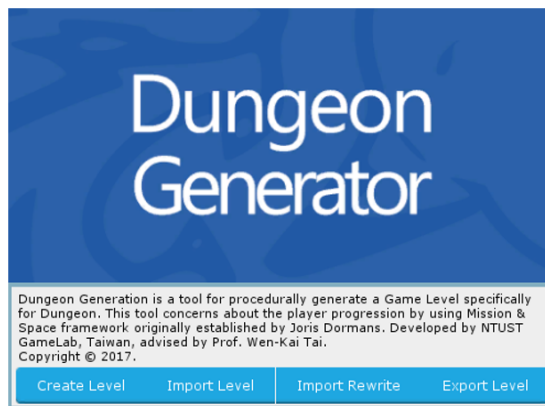 Dungeon
Generator
Dungeon Generation is a tool for procedurally generate a Game Level specifically
for Dungeon. This tool concerns about the player progression by using Mission &
Space framework originally established by Joris Dormans. Developed by NTUST
GameLab, Taiwan, advised by Prof. Wen-Kai Tai.
Copyright © 2017.
Create Level Import Level Import Rewrite Export Level